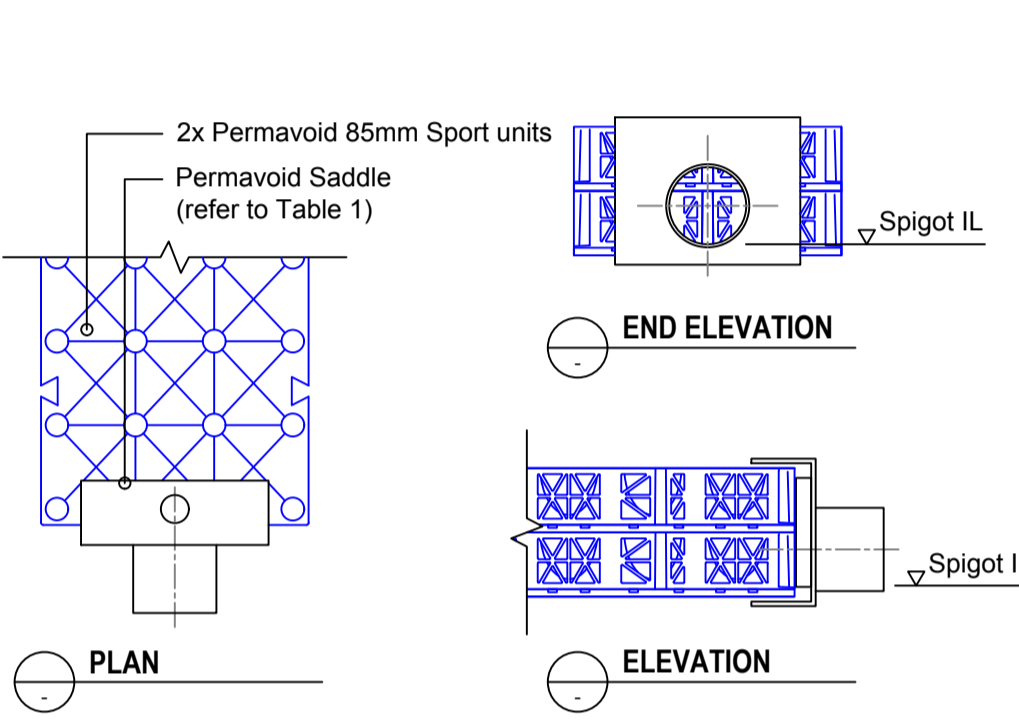 2x Permavoid 85mm Sport units
Permavoid Saddle
(refer to Table 1)
Spigot IL
END ELEVATION
-
Spigot I
PLAN
-
ELEVATION
-